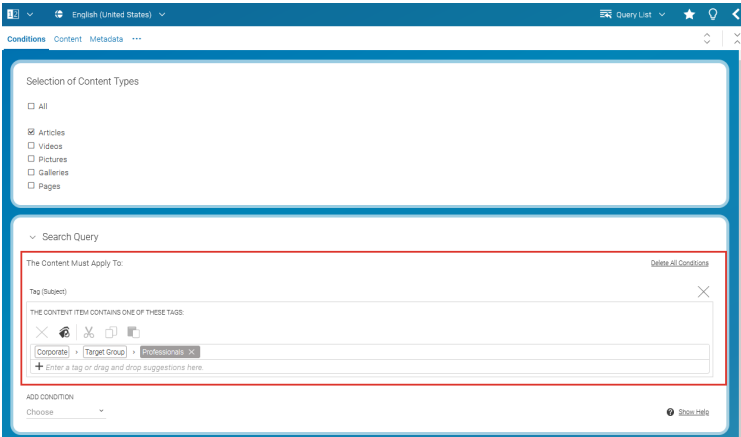 English (United States) Query List
Conditions Content Metadata ···
Selection of Content Types
All
Articles
Videos
Pictures
Galleries
Pages
Search Query
The Content Must Apply To: Delete All Conditions
Tag (Subject)
THE CONTENT ITEM CONTAINS ONE OF THESE TAGS:
Corporate › Target Group › Professionals ×
+ Enter a tag or drag and drop suggestions here.
ADD CONDITION
Choose Show Help